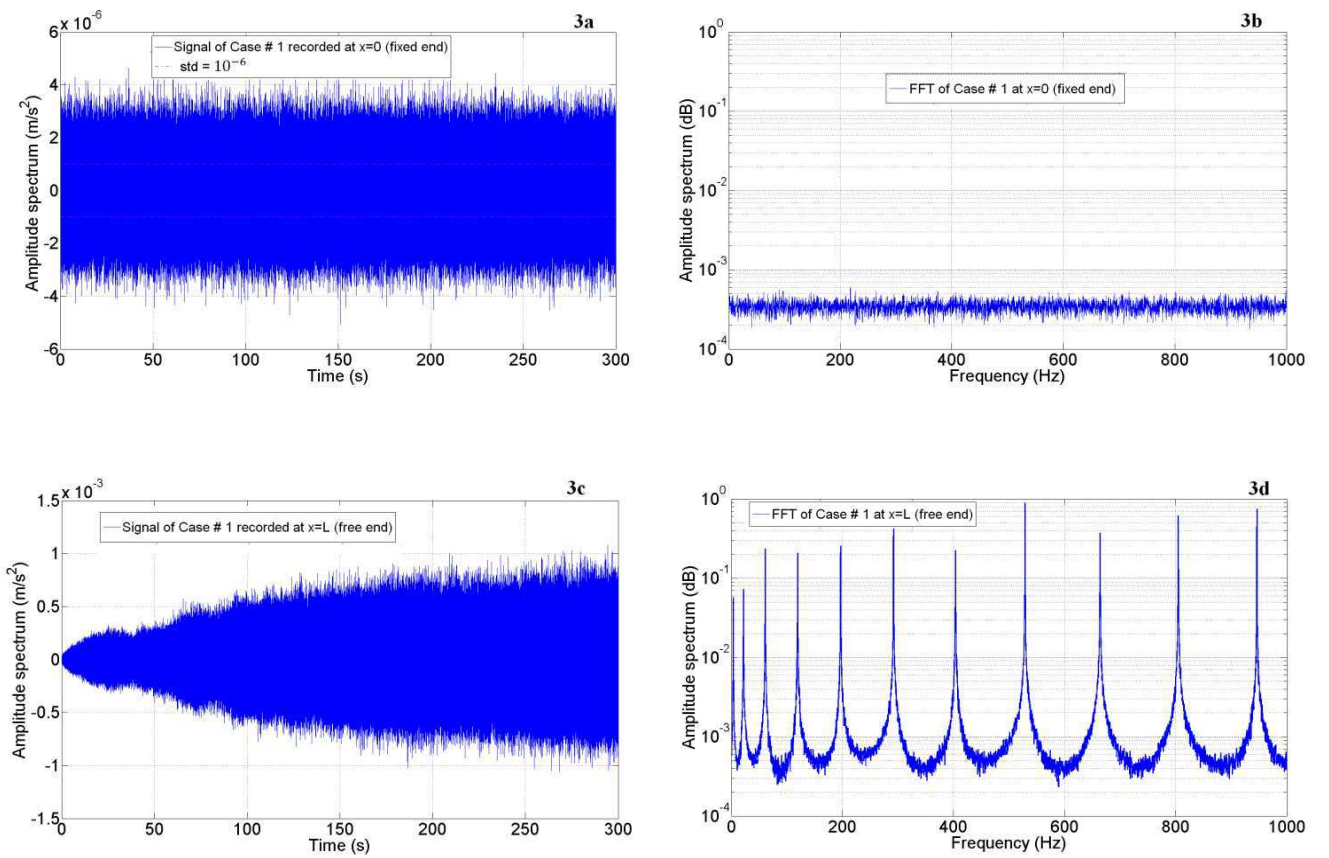 3a
6 x 10^-6
Signal of Case # 1 recorded at x=0 (fixed end)
std = 10^-6
4
2
0
-2
-4
-6
Amplitude spectrum (m/s^2)
0 50 100 150 200 250 300
Time (s)
3b
10^0
10^-1
10^-2
10^-3
10^-4
FFT of Case # 1 at x=0 (fixed end)
Amplitude spectrum (dB)
0 200 400 600 800 1000
Frequency (Hz)
3c
1.5 x 10^-3
Signal of Case # 1 recorded at x=L (free end)
1
0.5
0
-0.5
-1
-1.5
Amplitude spectrum (m/s^2)
0 50 100 150 200 250 300
Time (s)
3d
10^0
FFT of Case # 1 at x=L (free end)
10^-1
10^-2
10^-3
10^-4
Amplitude spectrum (dB)
0 200 400 600 800 1000
Frequency (Hz)